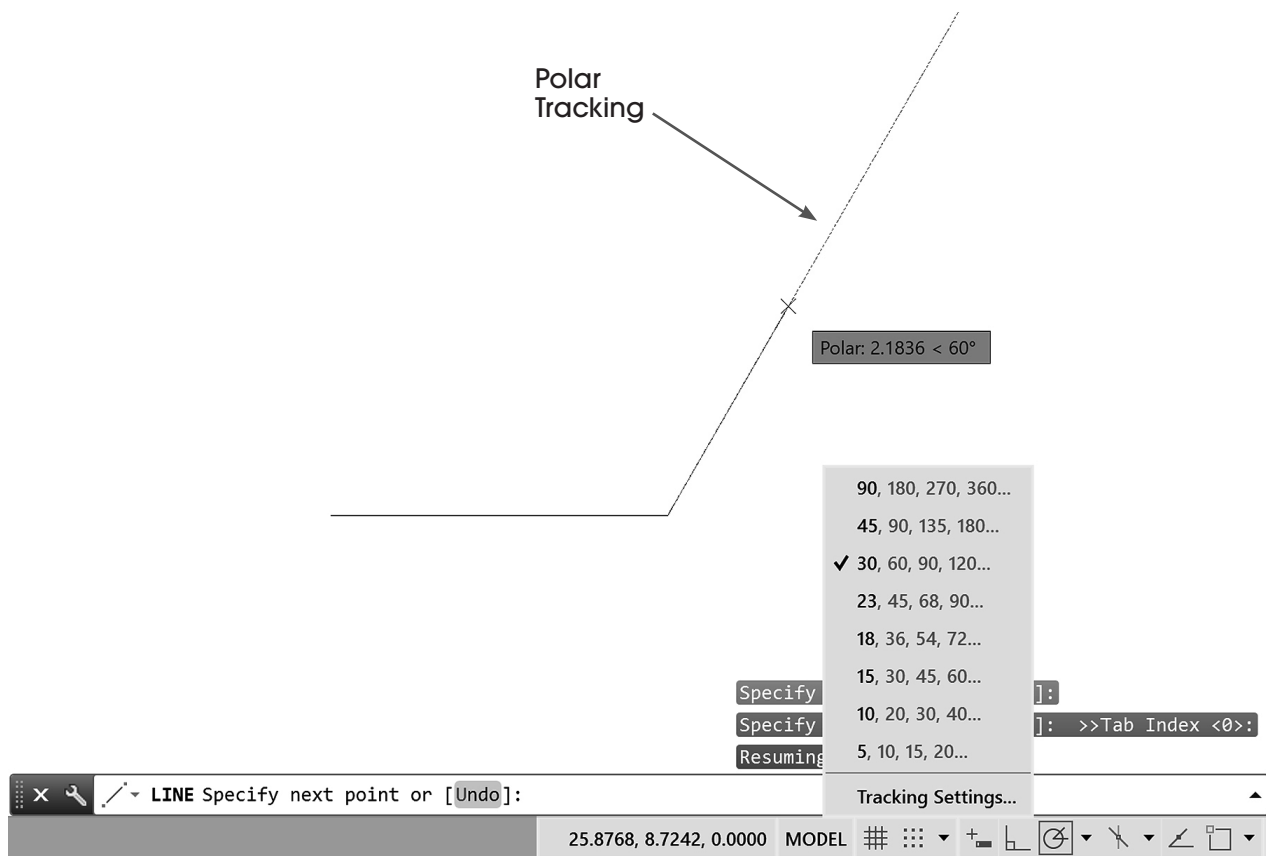 Polar
Tracking
Polar: 2.1836 < 60°
90, 180, 270, 360...
45, 90, 135, 180...
30, 60, 90, 120...
23, 45, 68, 90...
18, 36, 54, 72...
15, 30, 45, 60...
10, 20, 30, 40...
5, 10, 15, 20...
Tracking Settings...
Specify ]:
Specify ]: >>Tab Index <0>:
Resuming
LINE Specify next point or [Undo]:
25.8768, 8.7242, 0.0000 MODEL